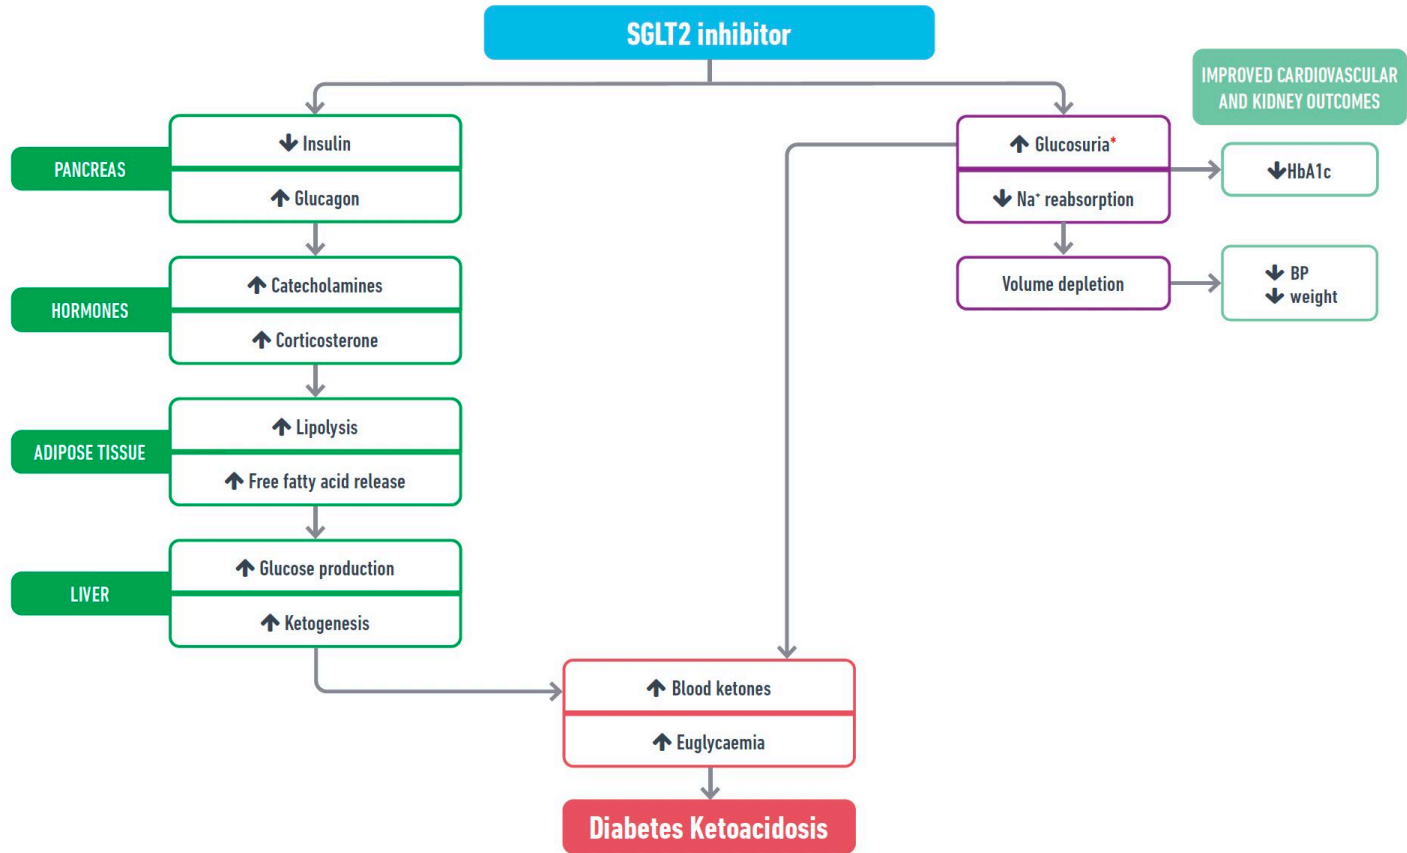 SGLT2 inhibitor
IMPROVED CARDIOVASCULAR
AND KIDNEY OUTCOMES
PANCREAS
↓ Insulin
↑ Glucagon
↑ Glucosuria*
↓ Na⁺ reabsorption
↓HbA1c
HORMONES
↑ Catecholamines
↑ Corticosterone
Volume depletion
↓ BP
↓ weight
ADIPOSE TISSUE
↑ Lipolysis
↑ Free fatty acid release
LIVER
↑ Glucose production
↑ Ketogenesis
↑ Blood ketones
↑ Euglycaemia
Diabetes Ketoacidosis